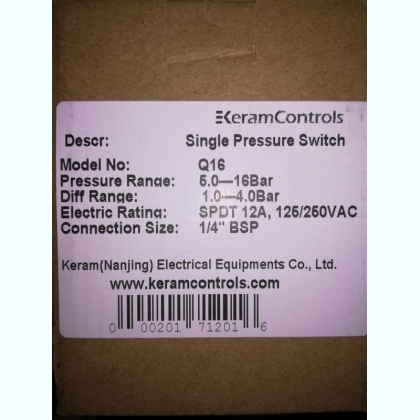 KeramControls
Descr: Single Pressure Switch
Model No: Q16
Pressure Range: 5.0—16Bar
Diff Range: 1.0—4.0Bar
Electric Rating: SPDT 12A, 125/250VAC
Connection Size: 1/4" BSP
Keram(Nanjing) Electrical Equipments Co., Ltd.
www.keramcontrols.com
0 00201 71201 6